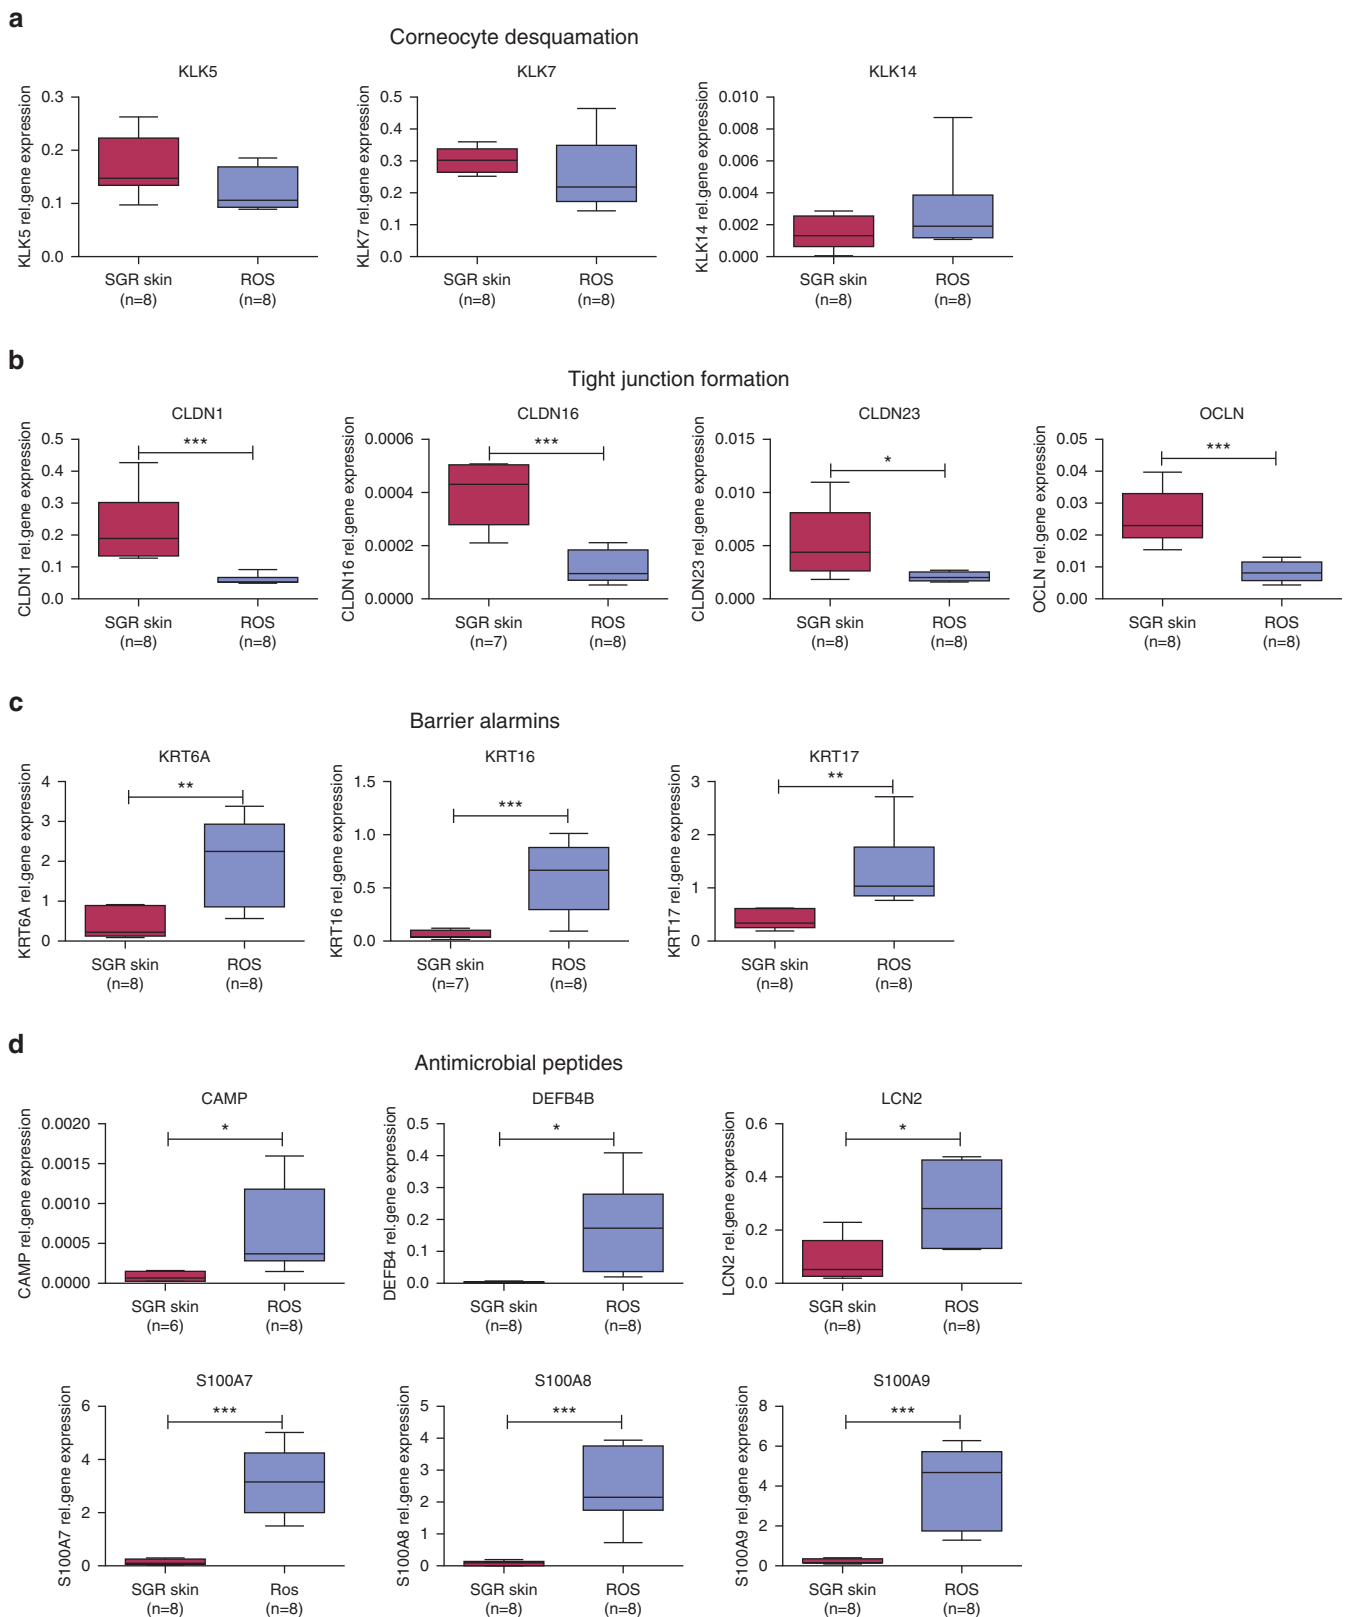 a
Corneocyte desquamation
KLK5
KLK5 rel.gene expression
0.3
0.2
0.1
0.0
SGR skin
(n=8)
ROS
(n=8)
KLK7
KLK7 rel.gene expression
0.5
0.4
0.3
0.2
0.1
0.0
SGR skin
(n=8)
ROS
(n=8)
KLK14
KLK14 rel.gene expression
0.010
0.008
0.006
0.004
0.002
0.000
SGR skin
(n=8)
ROS
(n=8)
b
Tight junction formation
CLDN1
CLDN1 rel.gene expression
0.5
0.4
0.3
0.2
0.1
0.0
***
SGR skin
(n=8)
ROS
(n=8)
CLDN16
CLDN16 rel.gene expression
0.0006
0.0004
0.0002
0.0000
***
SGR skin
(n=7)
ROS
(n=8)
CLDN23
CLDN23 rel.gene expression
0.015
0.010
0.005
0.000
*
SGR skin
(n=8)
ROS
(n=8)
OCLN
OCLN rel.gene expression
0.05
0.04
0.03
0.02
0.01
0.00
***
SGR skin
(n=8)
ROS
(n=8)
c
Barrier alarmins
KRT6A
KRT6A rel.gene expression
4
3
2
1
0
**
SGR skin
(n=8)
ROS
(n=8)
KRT16
KRT16 rel.gene expression
1.5
1.0
0.5
0.0
***
SGR skin
(n=7)
ROS
(n=8)
KRT17
KRT17 rel.gene expression
3
2
1
0
**
SGR skin
(n=8)
ROS
(n=8)
d
Antimicrobial peptides
CAMP
CAMP rel.gene expression
0.0020
0.0015
0.0010
0.0005
0.0000
*
SGR skin
(n=6)
ROS
(n=8)
DEFB4B
DEFB4 rel.gene expression
0.5
0.4
0.3
0.2
0.1
0.0
*
SGR skin
(n=8)
ROS
(n=8)
LCN2
LCN2 rel.gene expression
0.6
0.4
0.2
0.0
*
SGR skin
(n=8)
ROS
(n=8)
S100A7
S100A7 rel.gene expression
6
4
2
0
***
SGR skin
(n=8)
Ros
(n=8)
S100A8
S100A8 rel.gene expression
5
4
3
2
1
0
***
SGR skin
(n=8)
ROS
(n=8)
S100A9
S100A9 rel.gene expression
8
6
4
2
0
***
SGR skin
(n=8)
ROS
(n=8)